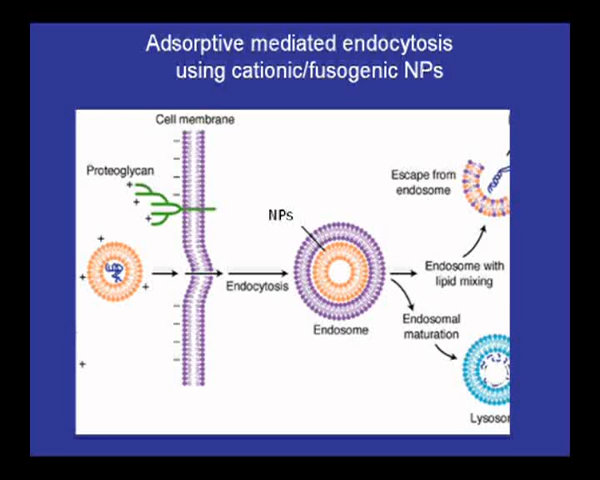 Adsorptive mediated endocytosis
using cationic/fusogenic NPs
Cell membrane
Proteoglycan
Escape from
endosome
NPs
Endocytosis
Endosome with
lipid mixing
Endosome
Endosomal
maturation
Lysosor